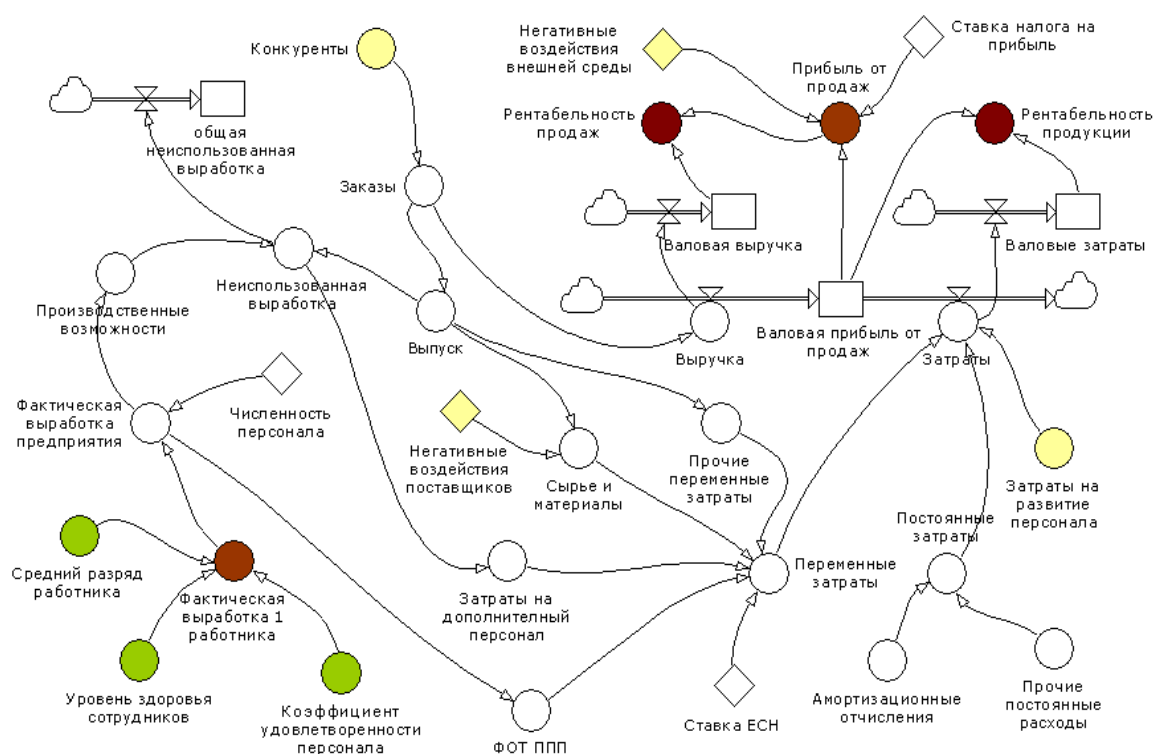 Конкуренты
Негативные
воздействия
внешней среды
Ставка налога на
прибыль
Прибыль от
продаж
Рентабельность
продаж
Рентабельность
продукции
общая
неиспользованная
выработка
Заказы
Валовая выручка
Валовые затраты
Производственные
возможности
Неиспользованная
выработка
Выпуск
Выручка
Валовая прибыль от
продаж
Затраты
Фактическая
выработка
предприятия
Численность
персонала
Негативные
воздействия
поставщиков
Сырье и
материалы
Прочие
переменные
затраты
Затраты на
развитие
персонала
Постоянные
затраты
Средний разряд
работника
Фактическая
выработка 1
работника
Затраты на
дополнителный
персонал
Переменные
затраты
Уровень здоровья
сотрудников
Коэффициент
удовлетворенности
персонала
ФОТ ППП
Ставка ЕСН
Амортизационные
отчисления
Прочие
постоянные
расходы